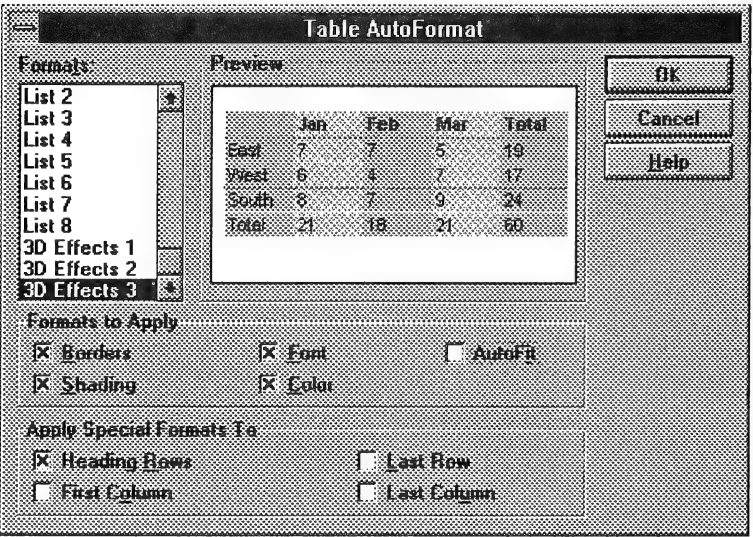 Table AutoFormat
Formats:
List 2
List 3
List 4
List 5
List 6
List 7
List 8
3D Effects 1
3D Effects 2
3D Effects 3
Preview
Jan Feb Mar Total
East 7 7 5 19
West 6 4 7 17
South 8 7 9 24
Total 21 18 21 60
OK
Cancel
Help
Formats to Apply
Borders Font AutoFit
Shading Color
Apply Special Formats To
Heading Rows Last Row
First Column Last Column